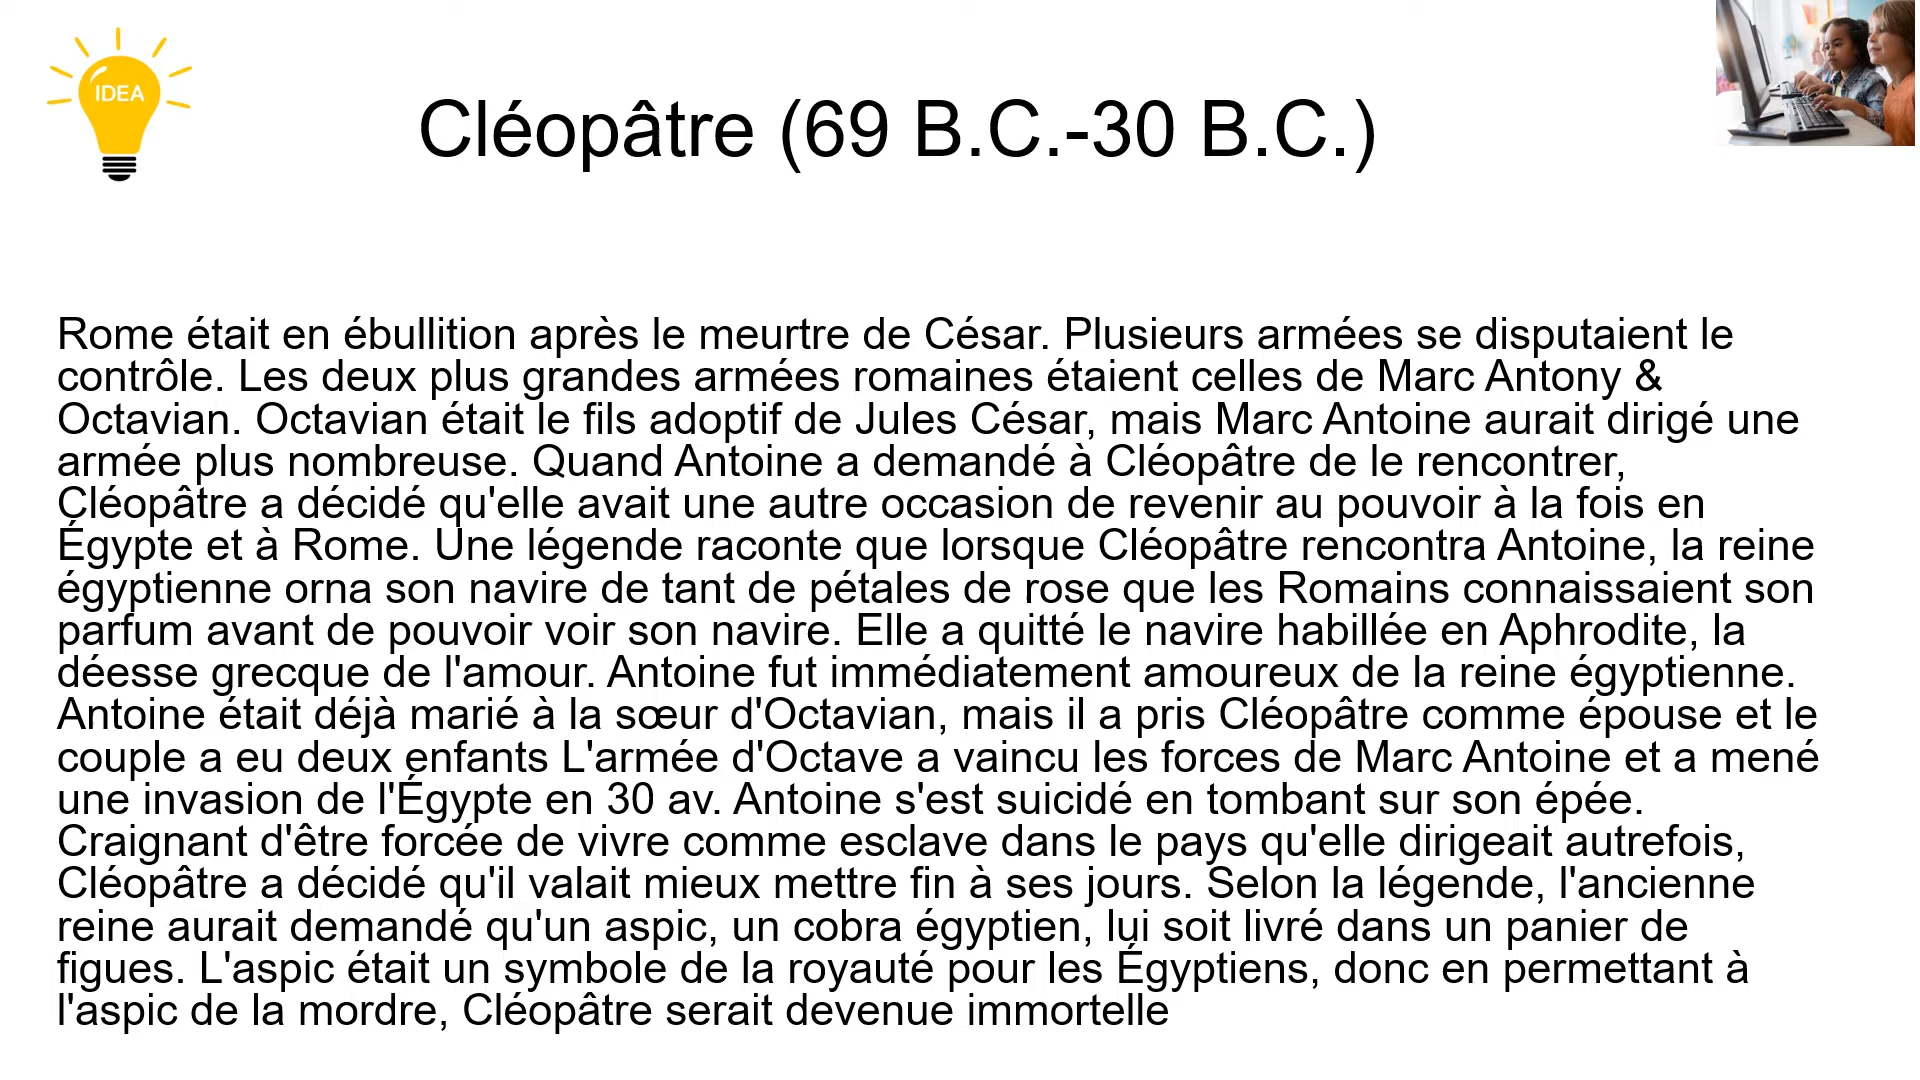 IDEA
Cléopâtre (69 B.C.-30 B.C.)
Rome était en ébullition après le meurtre de César. Plusieurs armées se disputaient le
contrôle. Les deux plus grandes armées romaines étaient celles de Marc Antony &
Octavian. Octavian était le fils adoptif de Jules César, mais Marc Antoine aurait dirigé une
armée plus nombreuse. Quand Antoine a demandé à Cléopâtre de le rencontrer,
Cléopâtre a décidé qu'elle avait une autre occasion de revenir au pouvoir à la fois en
Égypte et à Rome. Une légende raconte que lorsque Cléopâtre rencontra Antoine, la reine
égyptienne orna son navire de tant de pétales de rose que les Romains connaissaient son
parfum avant de pouvoir voir son navire. Elle a quitté le navire habillée en Aphrodite, la
déesse grecque de l'amour. Antoine fut immédiatement amoureux de la reine égyptienne.
Antoine était déjà marié à la sœur d'Octavian, mais il a pris Cléopâtre comme épouse et le
couple a eu deux enfants L'armée d'Octave a vaincu les forces de Marc Antoine et a mené
une invasion de l'Égypte en 30 av. Antoine s'est suicidé en tombant sur son épée.
Craignant d'être forcée de vivre comme esclave dans le pays qu'elle dirigeait autrefois,
Cléopâtre a décidé qu'il valait mieux mettre fin à ses jours. Selon la légende, l'ancienne
reine aurait demandé qu'un aspic, un cobra égyptien, lui soit livré dans un panier de
figues. L'aspic était un symbole de la royauté pour les Égyptiens, donc en permettant à
l'aspic de la mordre, Cléopâtre serait devenue immortelle